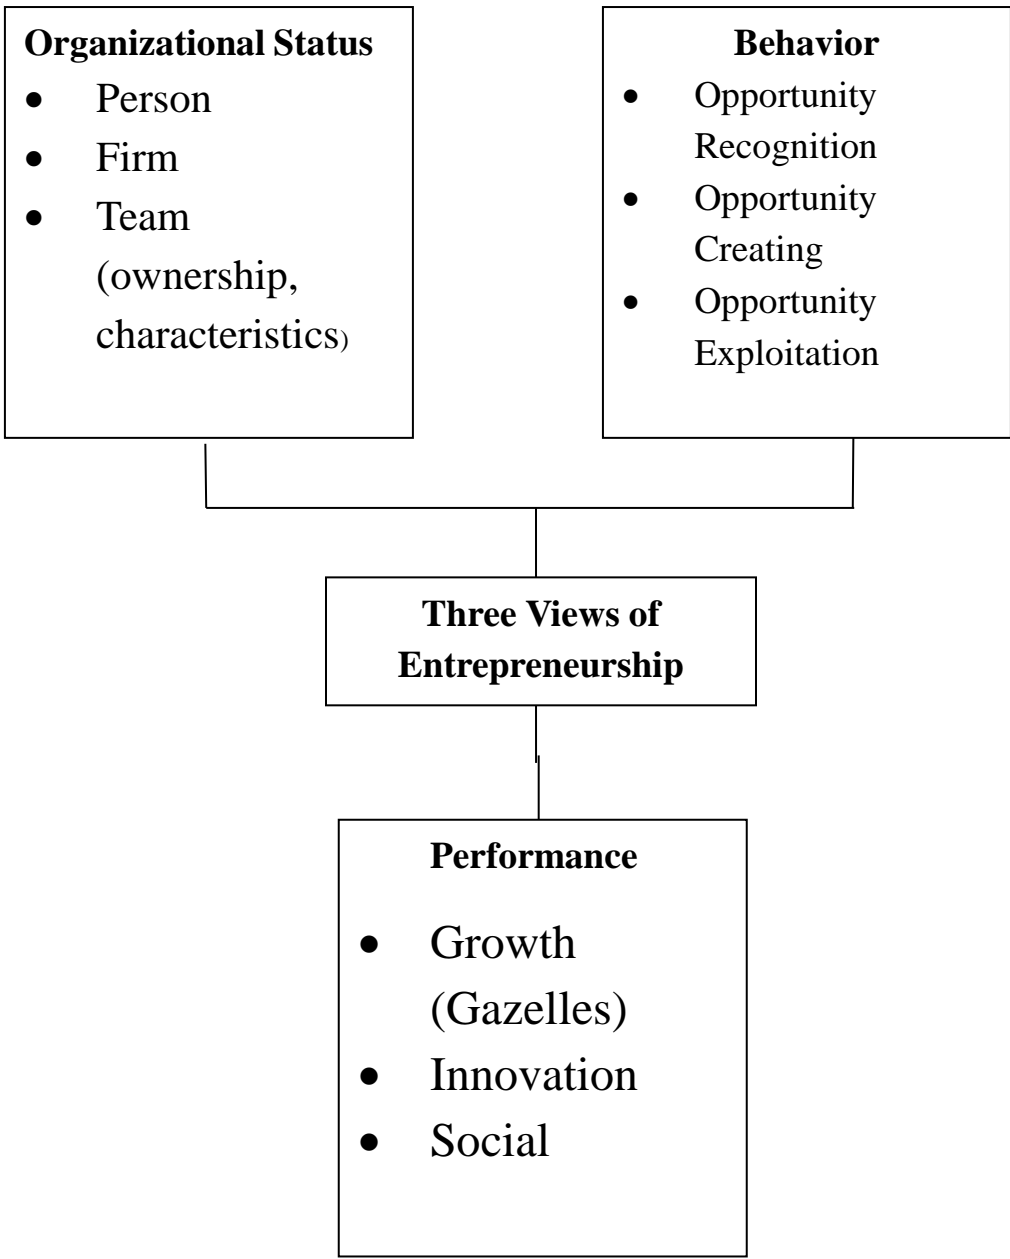 Organizational Status
• Person
• Firm
• Team
(ownership,
characteristics)
Behavior
• Opportunity
Recognition
• Opportunity
Creating
• Opportunity
Exploitation
Three Views of
Entrepreneurship
Performance
• Growth
(Gazelles)
• Innovation
• Social